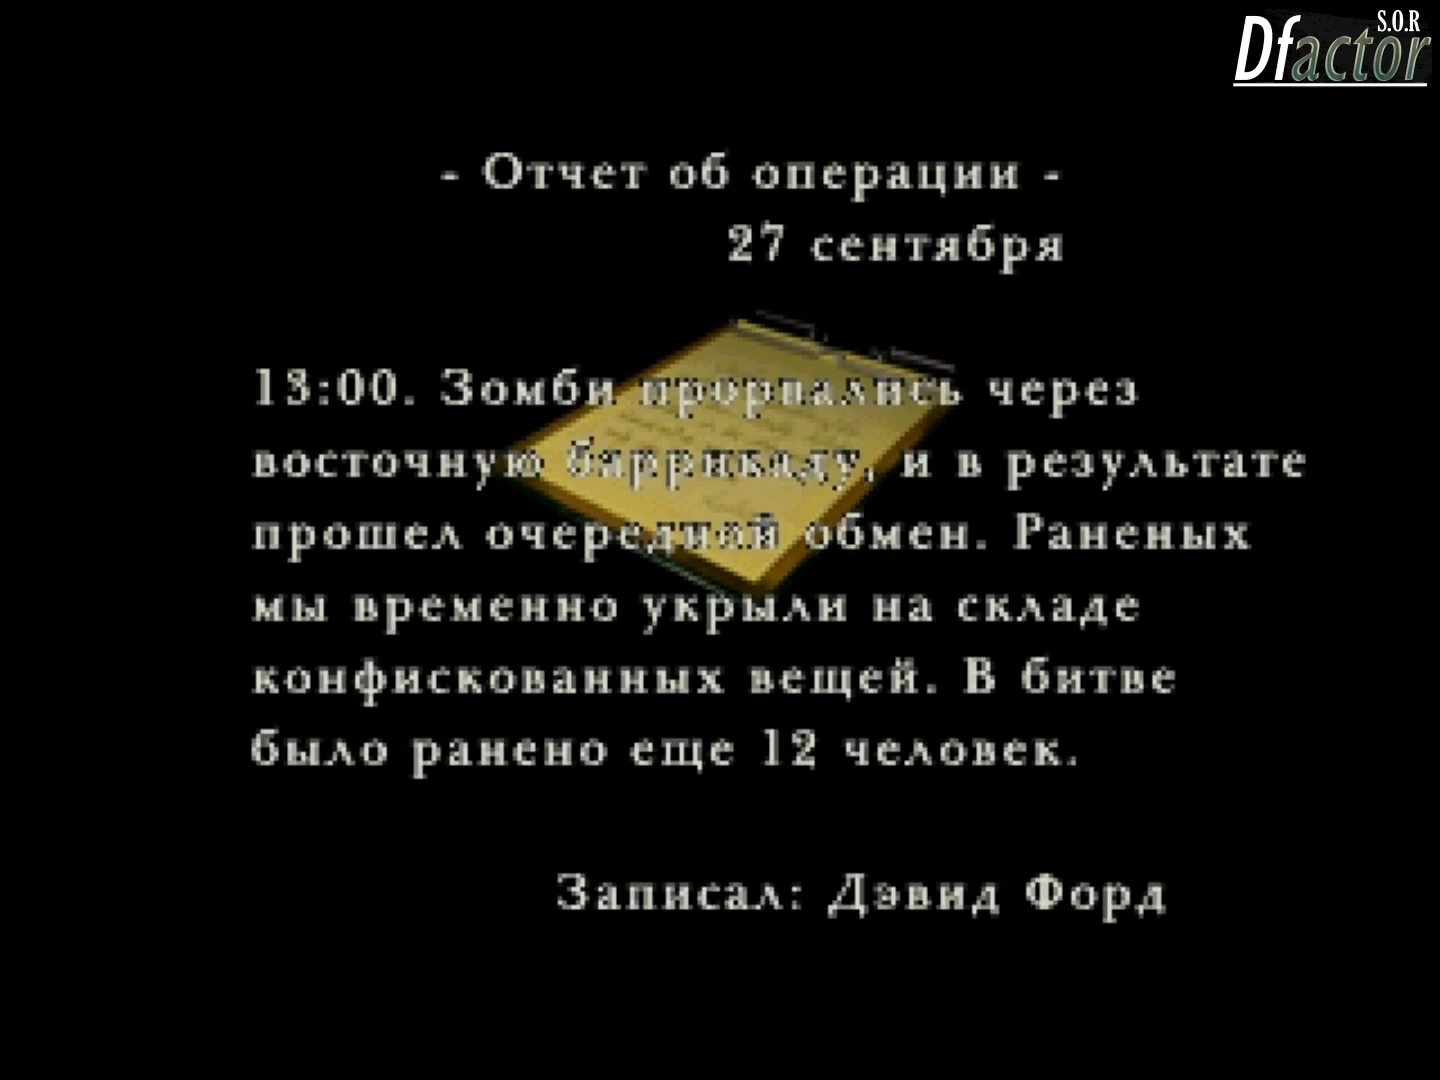 S.O.R
Dfactor
- Отчет об операции -
27 сентября
13:00. Зомби прорвались через
восточную баррикаду, и в результате
прошел очередной обмен. Раненых
мы временно укрыли на складе
конфискованных вещей. В битве
было ранено еще 12 человек.
Записал: Дэвид Форд